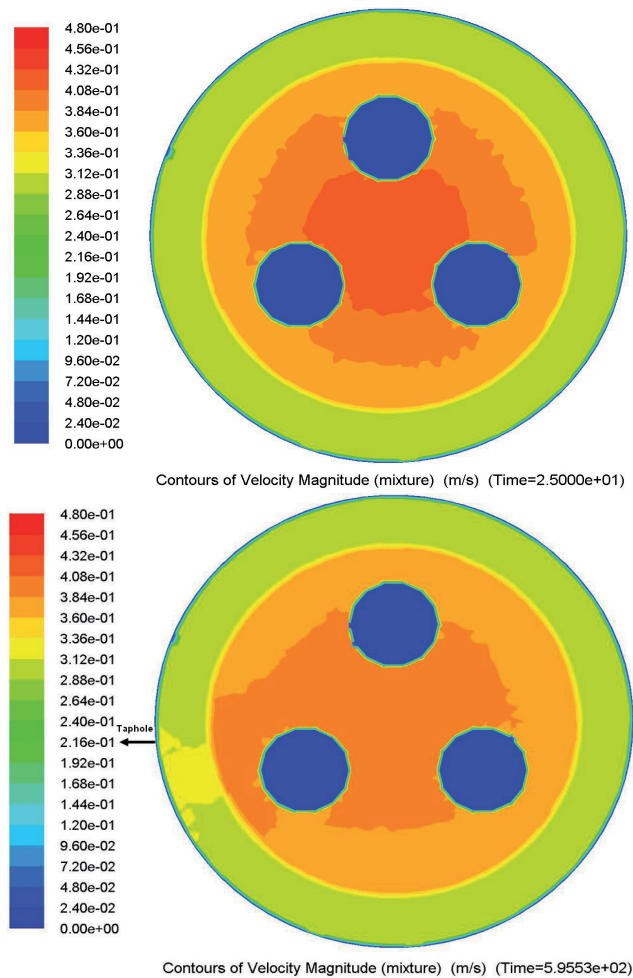 4.80e-01
4.56e-01
4.32e-01
4.08e-01
3.84e-01
3.60e-01
3.36e-01
3.12e-01
2.88e-01
2.64e-01
2.40e-01
2.16e-01
1.92e-01
1.68e-01
1.44e-01
1.20e-01
9.60e-02
7.20e-02
4.80e-02
2.40e-02
0.00e+00
Contours of Velocity Magnitude (mixture) (m/s) (Time=2.5000e+01)
4.80e-01
4.56e-01
4.32e-01
4.08e-01
3.84e-01
3.60e-01
3.36e-01
3.12e-01
2.88e-01
2.64e-01
2.40e-01
Taphole
2.16e-01
1.92e-01
1.68e-01
1.44e-01
1.20e-01
9.60e-02
7.20e-02
4.80e-02
2.40e-02
0.00e+00
Contours of Velocity Magnitude (mixture) (m/s) (Time=5.9553e+02)